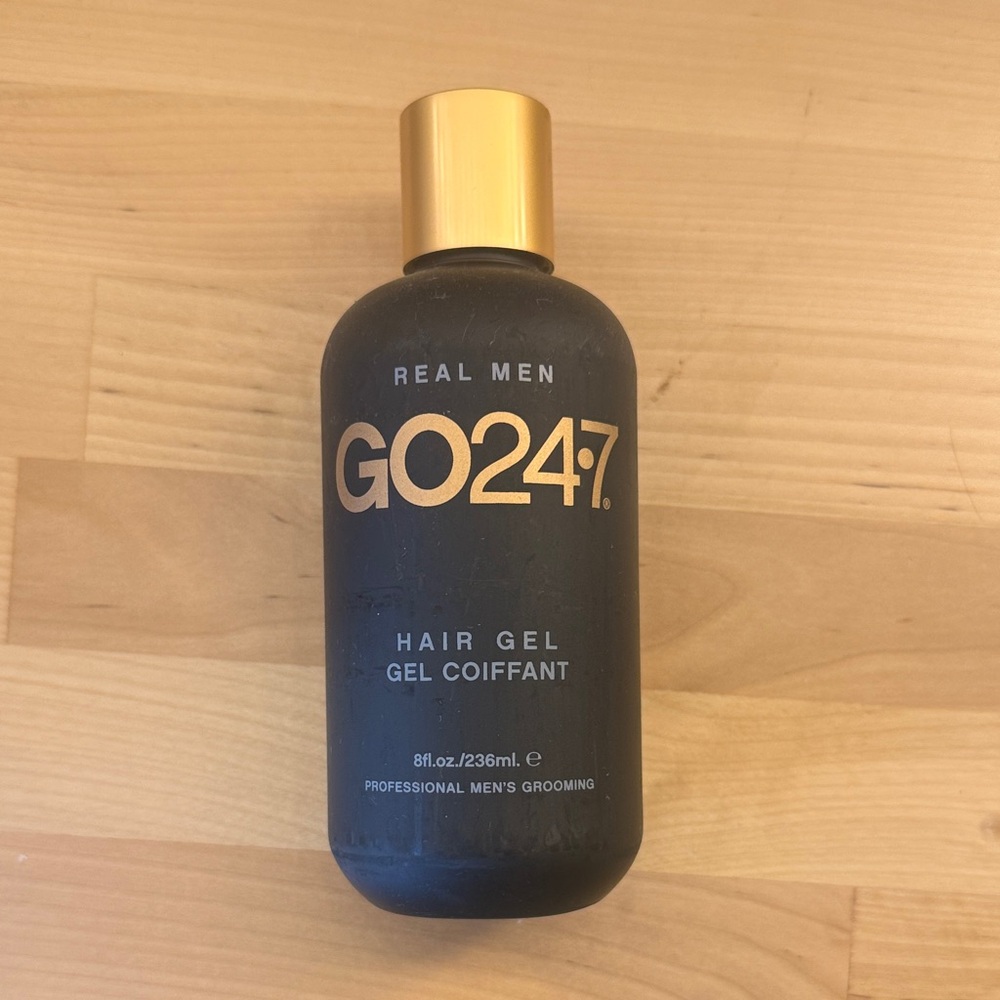 REAL MEN
GO24·7®
HAIR GEL
GEL COIFFANT
8fl.oz./236ml. ℮
PROFESSIONAL MEN'S GROOMING